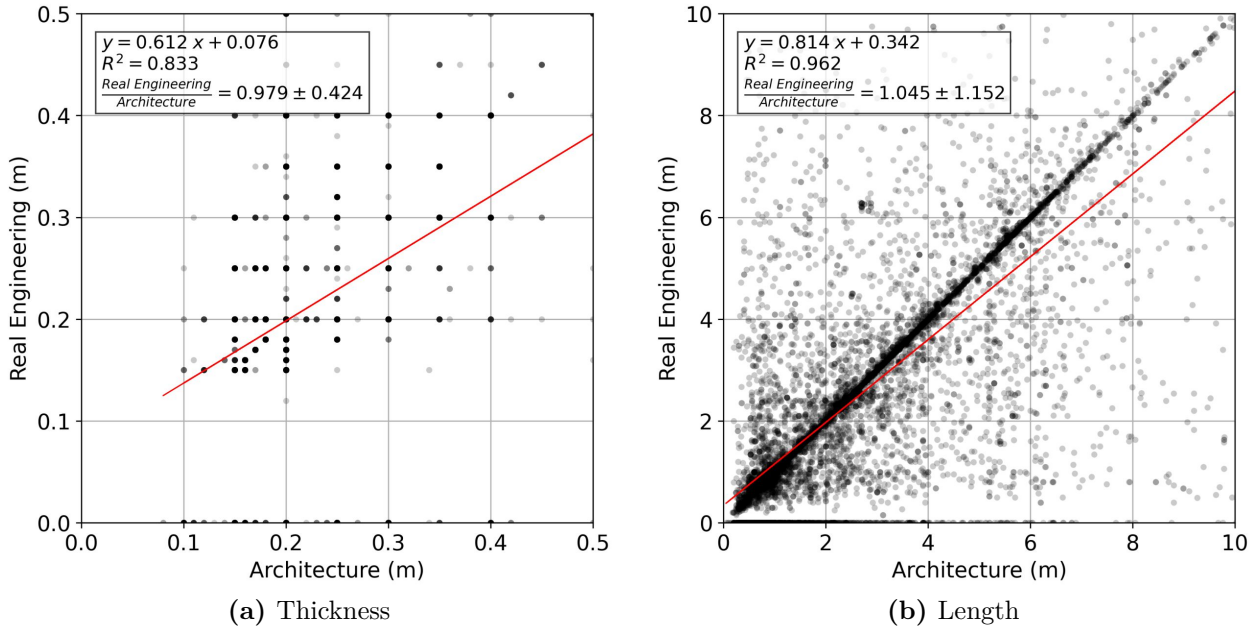 y = 0.612 x + 0.076
R² = 0.833
Real Engineering / Architecture = 0.979 ± 0.424
Real Engineering (m)
0.5
0.4
0.3
0.2
0.1
0.0
0.0 0.1 0.2 0.3 0.4 0.5
Architecture (m)
(a) Thickness
y = 0.814 x + 0.342
R² = 0.962
Real Engineering / Architecture = 1.045 ± 1.152
Real Engineering (m)
10
8
6
4
2
0
0 2 4 6 8 10
Architecture (m)
(b) Length